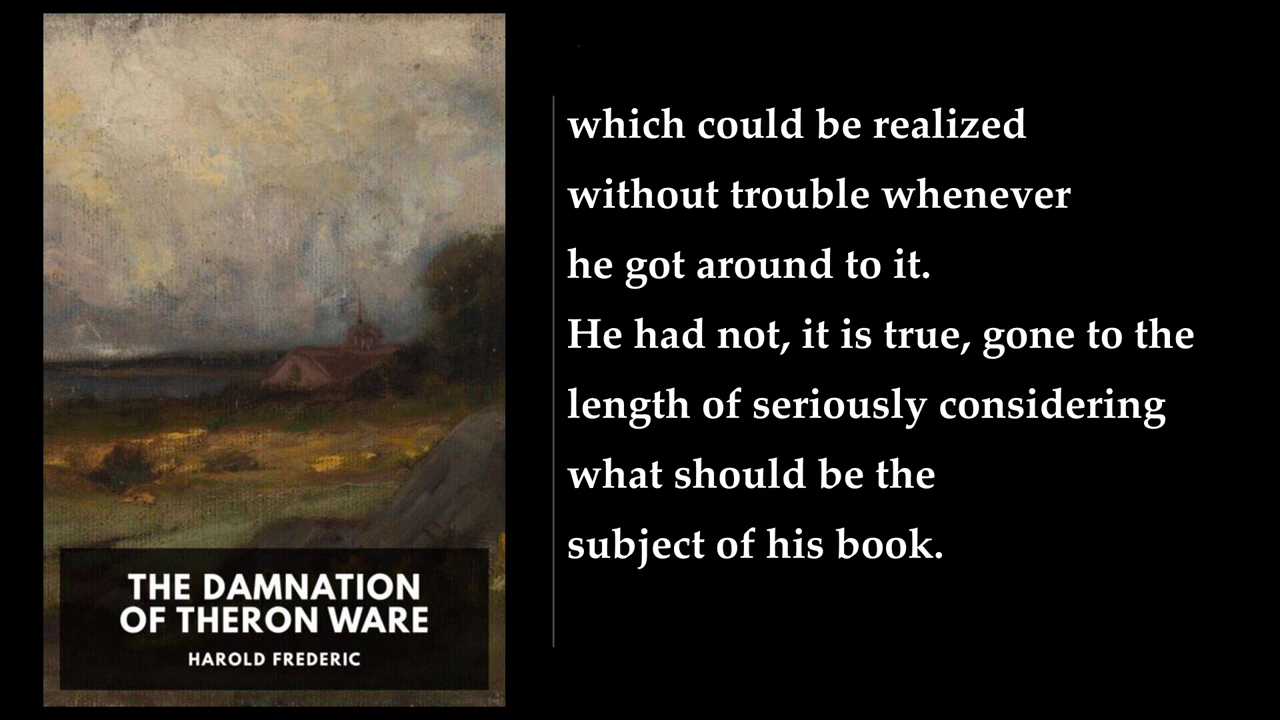 THE DAMNATION
OF THERON WARE
HAROLD FREDERIC
which could be realized
without trouble whenever
he got around to it.
He had not, it is true, gone to the
length of seriously considering
what should be the
subject of his book.